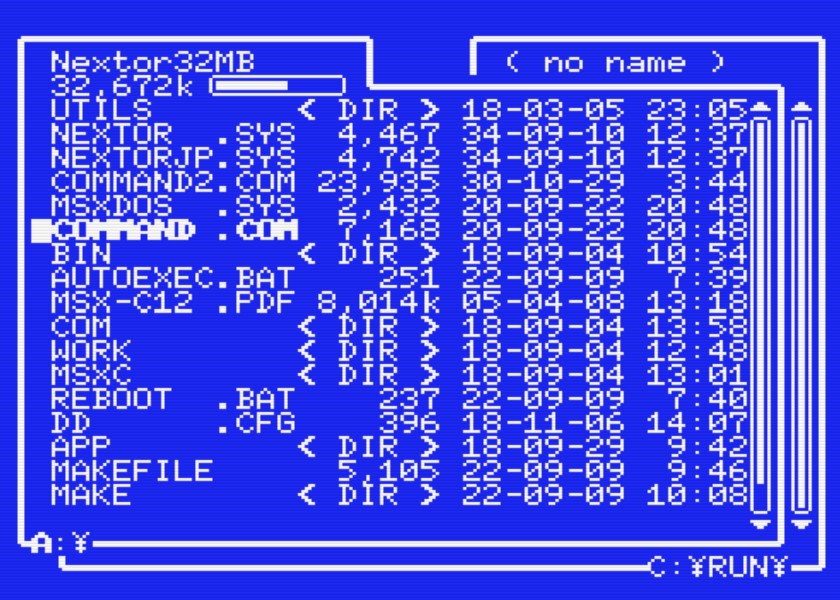 Nextor32MB
( no name )
32,672k
UTILS < DIR > 18-03-05 23:05
NEXTOR .SYS 4,467 34-09-10 12:37
NEXTORJP.SYS 4,742 34-09-10 12:37
COMMAND2.COM 23,935 30-10-29 3:44
MSXDOS .SYS 2,432 20-09-22 20:48
COMMAND .COM 7,168 20-09-22 20:48
BIN < DIR > 18-09-04 10:54
AUTOEXEC.BAT 251 22-09-09 7:39
MSX-C12 .PDF 8,014k 05-04-08 13:18
COM < DIR > 18-09-04 13:58
WORK < DIR > 18-09-04 12:48
MSXC < DIR > 18-09-04 13:01
REBOOT .BAT 237 22-09-09 7:40
DD .CFG 396 18-11-06 14:07
APP < DIR > 18-09-29 9:42
MAKEFILE 5,105 22-09-09 9:46
MAKE < DIR > 22-09-09 10:08
A:¥
C:¥RUN¥